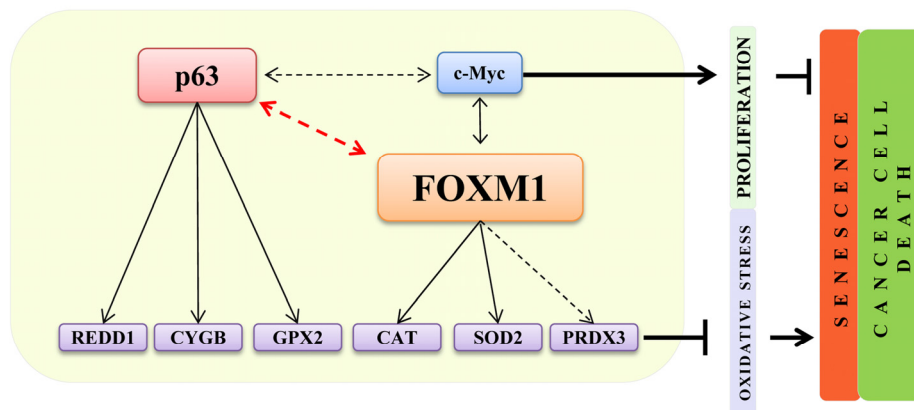 p63
c-Myc
FOXM1
REDD1
CYGB
GPX2
CAT
SOD2
PRDX3
PROLIFERATION
OXIDATIVE STRESS
SENESCENCE
CANCER CELL
DEATH